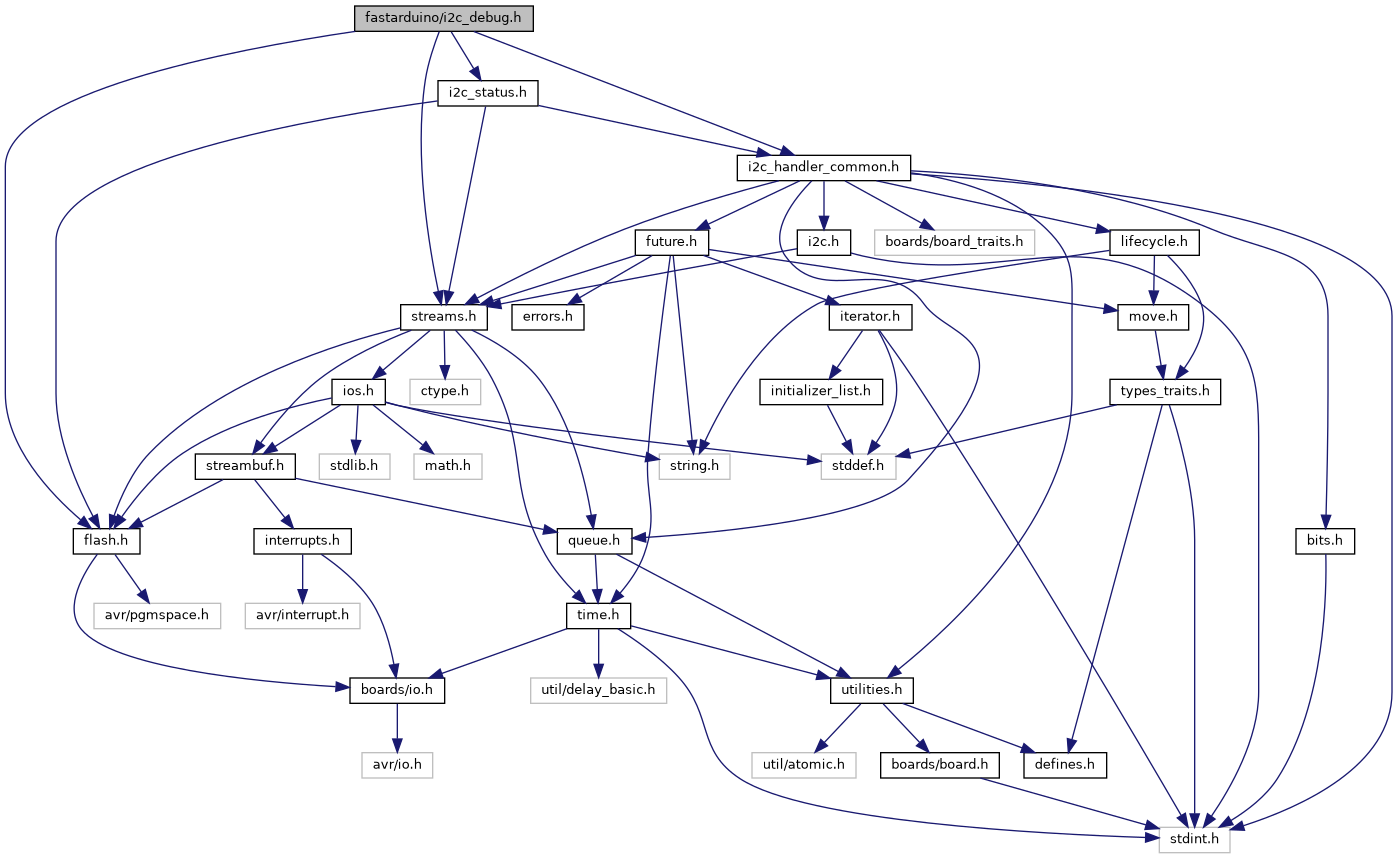 fastarduino/i2c_debug.h
i2c_status.h
i2c_handler_common.h
future.h
i2c.h
boards/board_traits.h
lifecycle.h
streams.h
errors.h
iterator.h
move.h
ios.h
ctype.h
initializer_list.h
types_traits.h
streambuf.h
stdlib.h
math.h
string.h
stddef.h
flash.h
interrupts.h
queue.h
bits.h
avr/pgmspace.h
avr/interrupt.h
time.h
boards/io.h
util/delay_basic.h
utilities.h
avr/io.h
util/atomic.h
boards/board.h
defines.h
stdint.h